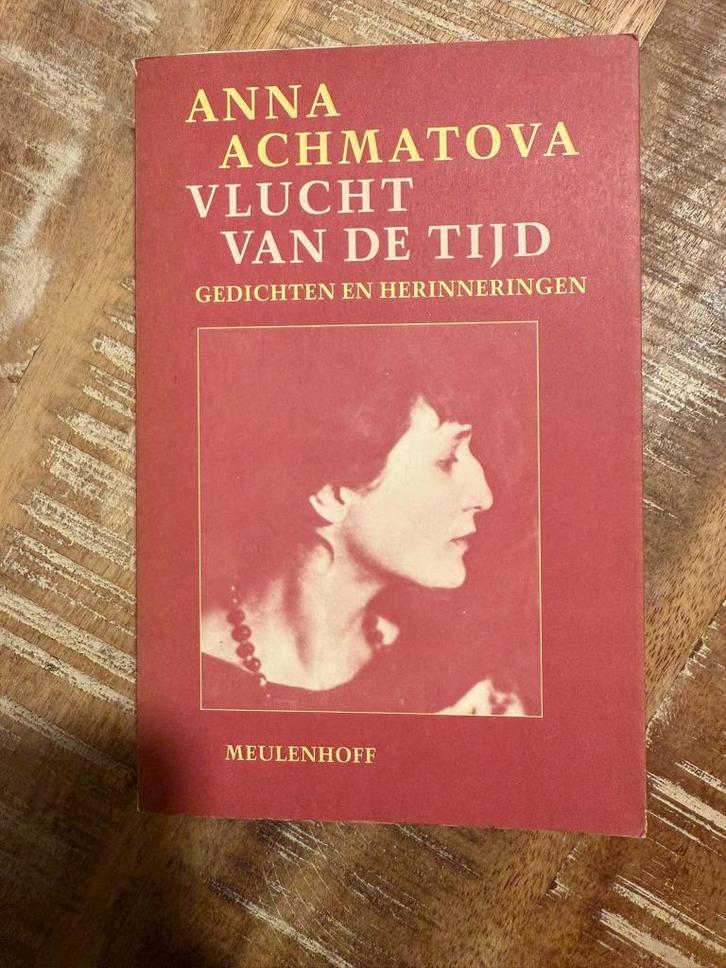 ANNA
ACHMATOVA
VLUCHT
VAN DE TIJD
GEDICHTEN EN HERINNERINGEN
MEULENHOFF